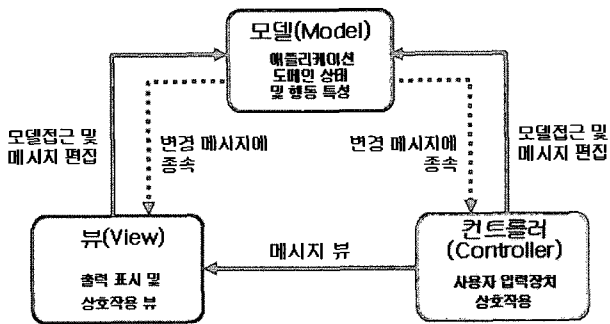 모델(Model)
애플리케이션
도메인 상태
및 행동 특성
모델접근 및
메시지 편집
변경 메시지에
종속
변경 메시지에
종속
모델접근 및
메시지 편집
뷰(View)
출력 표시 및
상호작용 뷰
메시지 뷰
컨트롤러
(Controller)
사용자 입력장치
상호작용